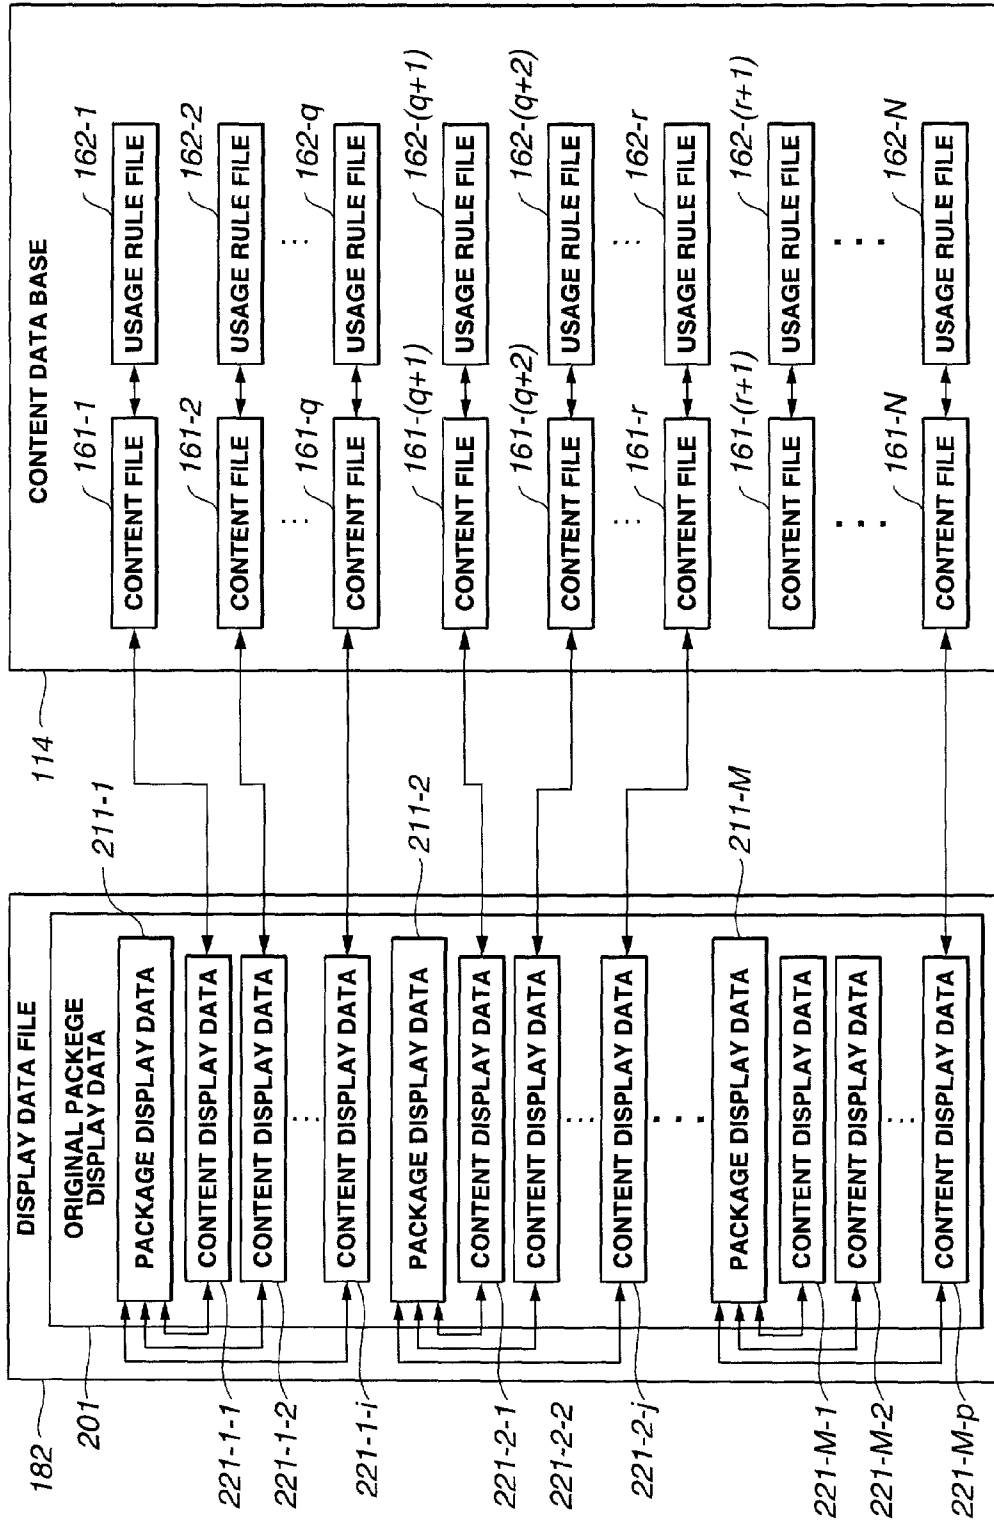 DISPLAY DATA FILE
ORIGINAL PACKEGE
DISPLAY DATA
182
201
PACKAGE DISPLAY DATA
211-1
CONTENT DISPLAY DATA
221-1-1
CONTENT DISPLAY DATA
221-1-2
...
CONTENT DISPLAY DATA
221-1-i
PACKAGE DISPLAY DATA
211-2
CONTENT DISPLAY DATA
221-2-1
CONTENT DISPLAY DATA
221-2-2
...
CONTENT DISPLAY DATA
221-2-j
...
PACKAGE DISPLAY DATA
211-M
CONTENT DISPLAY DATA
221-M-1
CONTENT DISPLAY DATA
221-M-2
...
CONTENT DISPLAY DATA
221-M-p
114
CONTENT DATA BASE
CONTENT FILE
161-1
USAGE RULE FILE
162-1
CONTENT FILE
161-2
USAGE RULE FILE
162-2
...
...
CONTENT FILE
161-q
USAGE RULE FILE
162-q
CONTENT FILE
161-(q+1)
USAGE RULE FILE
162-(q+1)
CONTENT FILE
161-(q+2)
USAGE RULE FILE
162-(q+2)
...
...
CONTENT FILE
161-r
USAGE RULE FILE
162-r
CONTENT FILE
161-(r+1)
USAGE RULE FILE
162-(r+1)
...
...
CONTENT FILE
161-N
USAGE RULE FILE
162-N